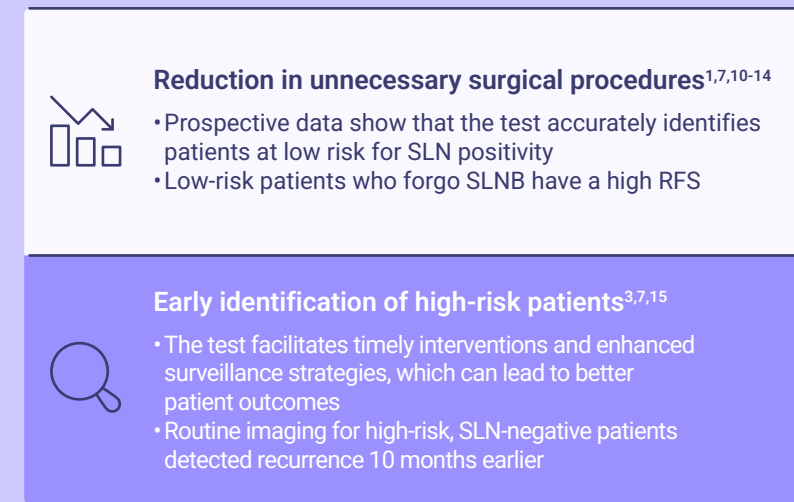 Reduction in unnecessary surgical procedures1,7,10-14
•Prospective data show that the test accurately identifies
patients at low risk for SLN positivity
•Low-risk patients who forgo SLNB have a high RFS
Early identification of high-risk patients3,7,15
•The test facilitates timely interventions and enhanced
surveillance strategies, which can lead to better
patient outcomes
•Routine imaging for high-risk, SLN-negative patients
detected recurrence 10 months earlier